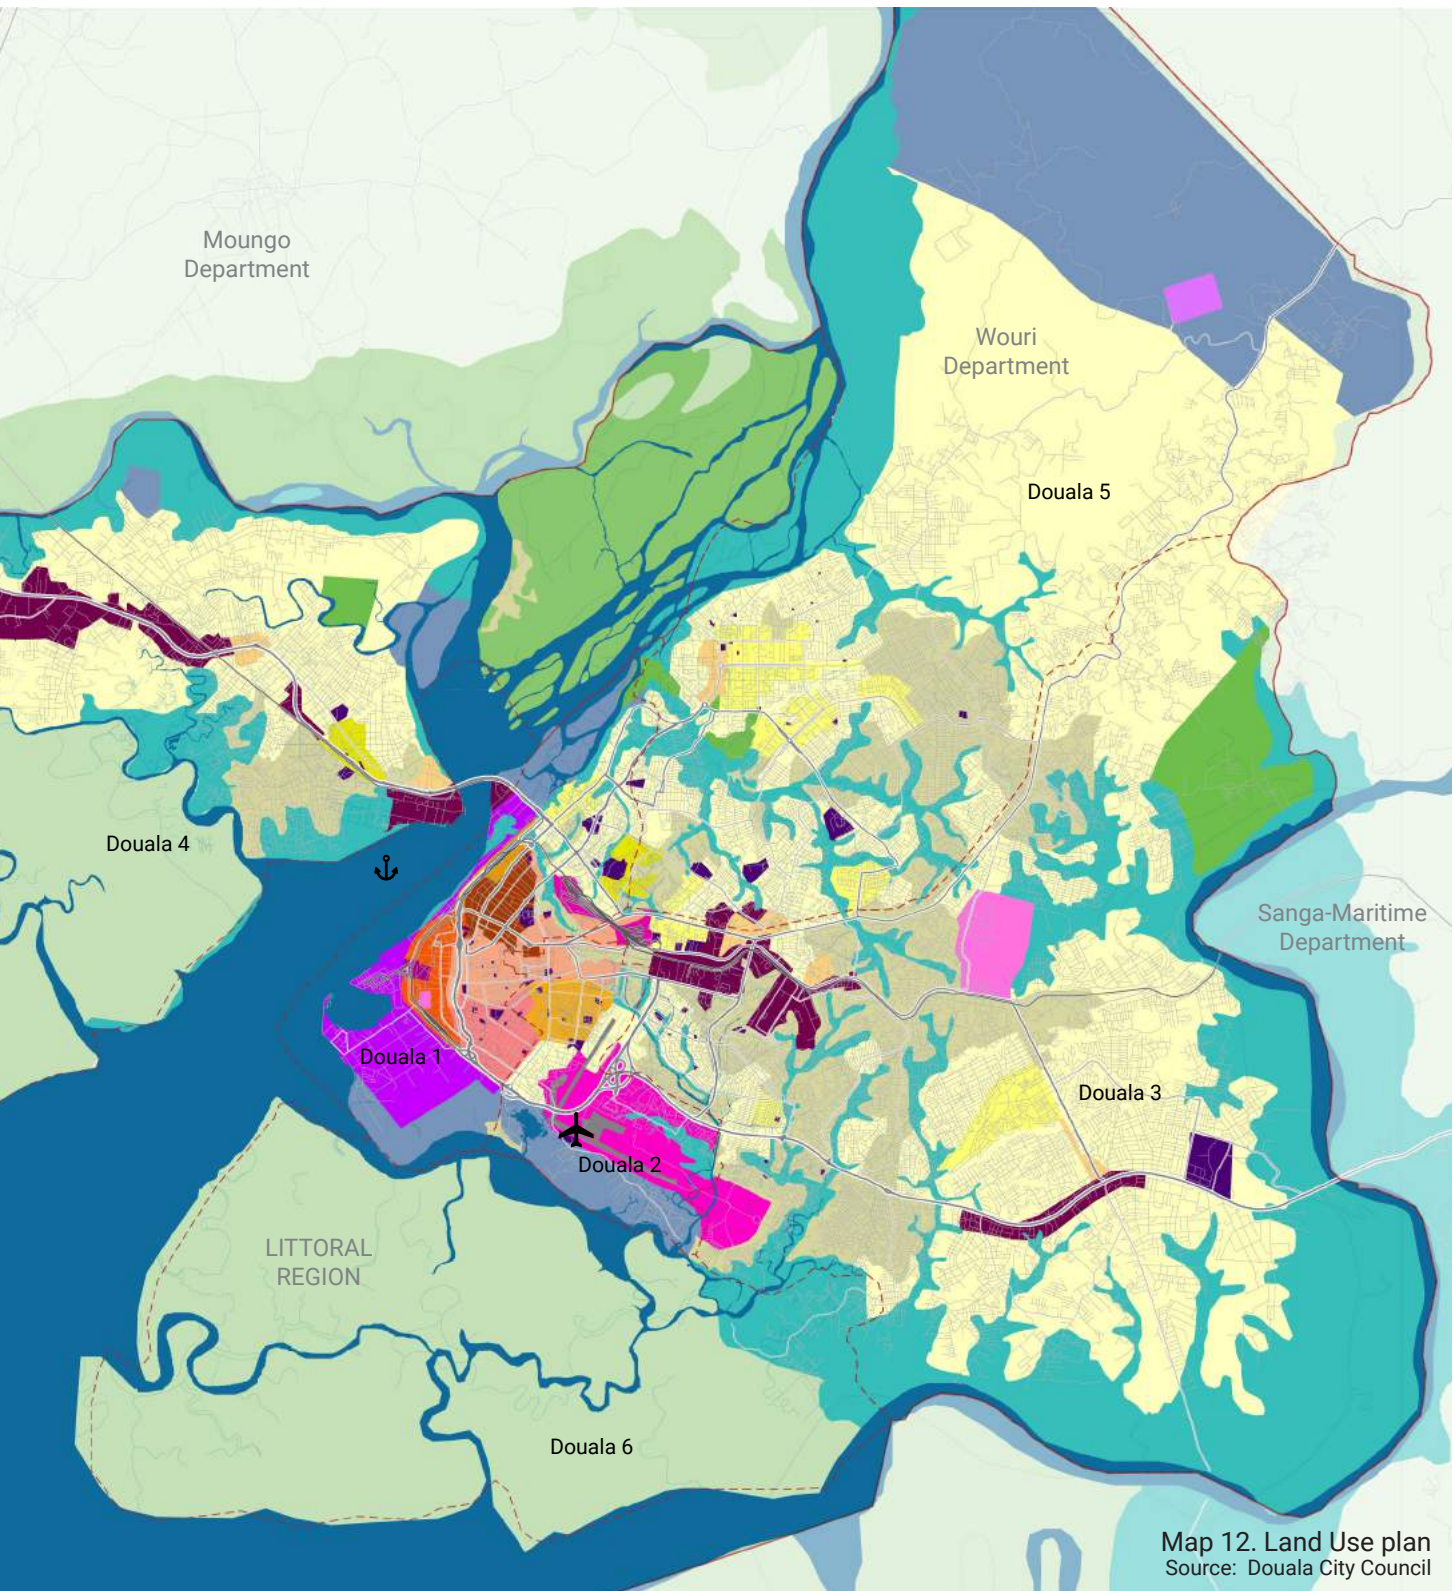 Moungo
Department
Wouri
Department
Douala 5
Douala 4
Sanga-Maritime
Department
Douala 1
Douala 3
Douala 2
LITTORAL
REGION
Douala 6
Map 12. Land Use plan
Source: Douala City Council